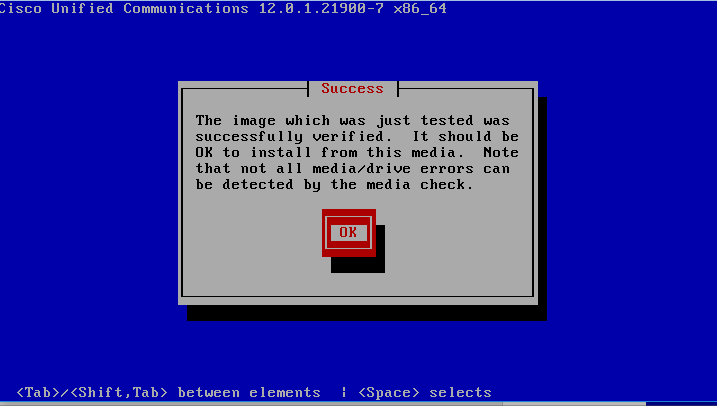 Cisco Unified Communications 12.0.1.21900-7 x86_64
Success
The image which was just tested was
successfully verified.  It should be
OK to install from this media.  Note
that not all media/drive errors can
be detected by the media check.
OK
<Tab>/<Shift,Tab> between elements  | <Space> selects